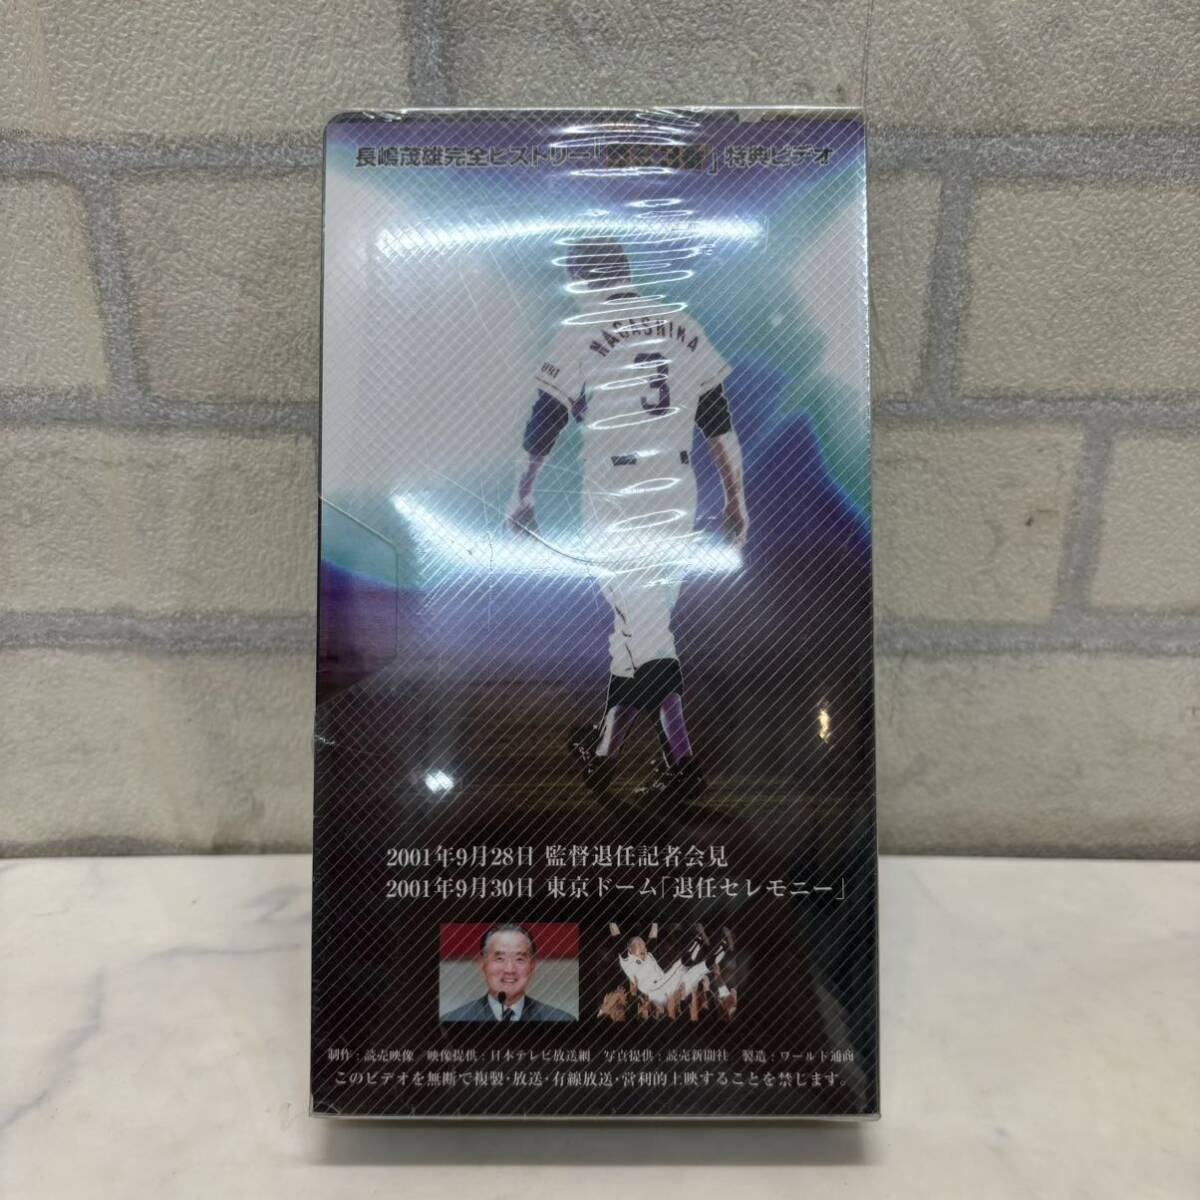 長嶋茂雄完全ヒストリー「」特典ビデオ
NAGASHIMA
3
2001年9月28日 監督退任記者会見
2001年9月30日 東京ドーム「退任セレモニー」
制作：読売映像／映像提供：日本テレビ放送網／写真提供：読売新聞社／製造：ワールド通商
このビデオを無断で複製・放送・有線放送・営利的上映することを禁じます。